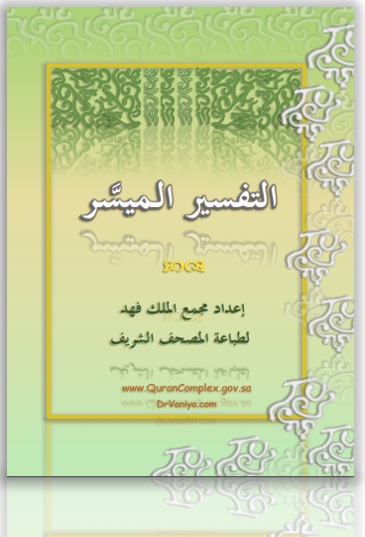 التفسير الميسَّر
إعداد مجمع الملك فهد
لطباعة المصحف الشريف
www.QuranComplex.gov.sa
DrVaniya.com